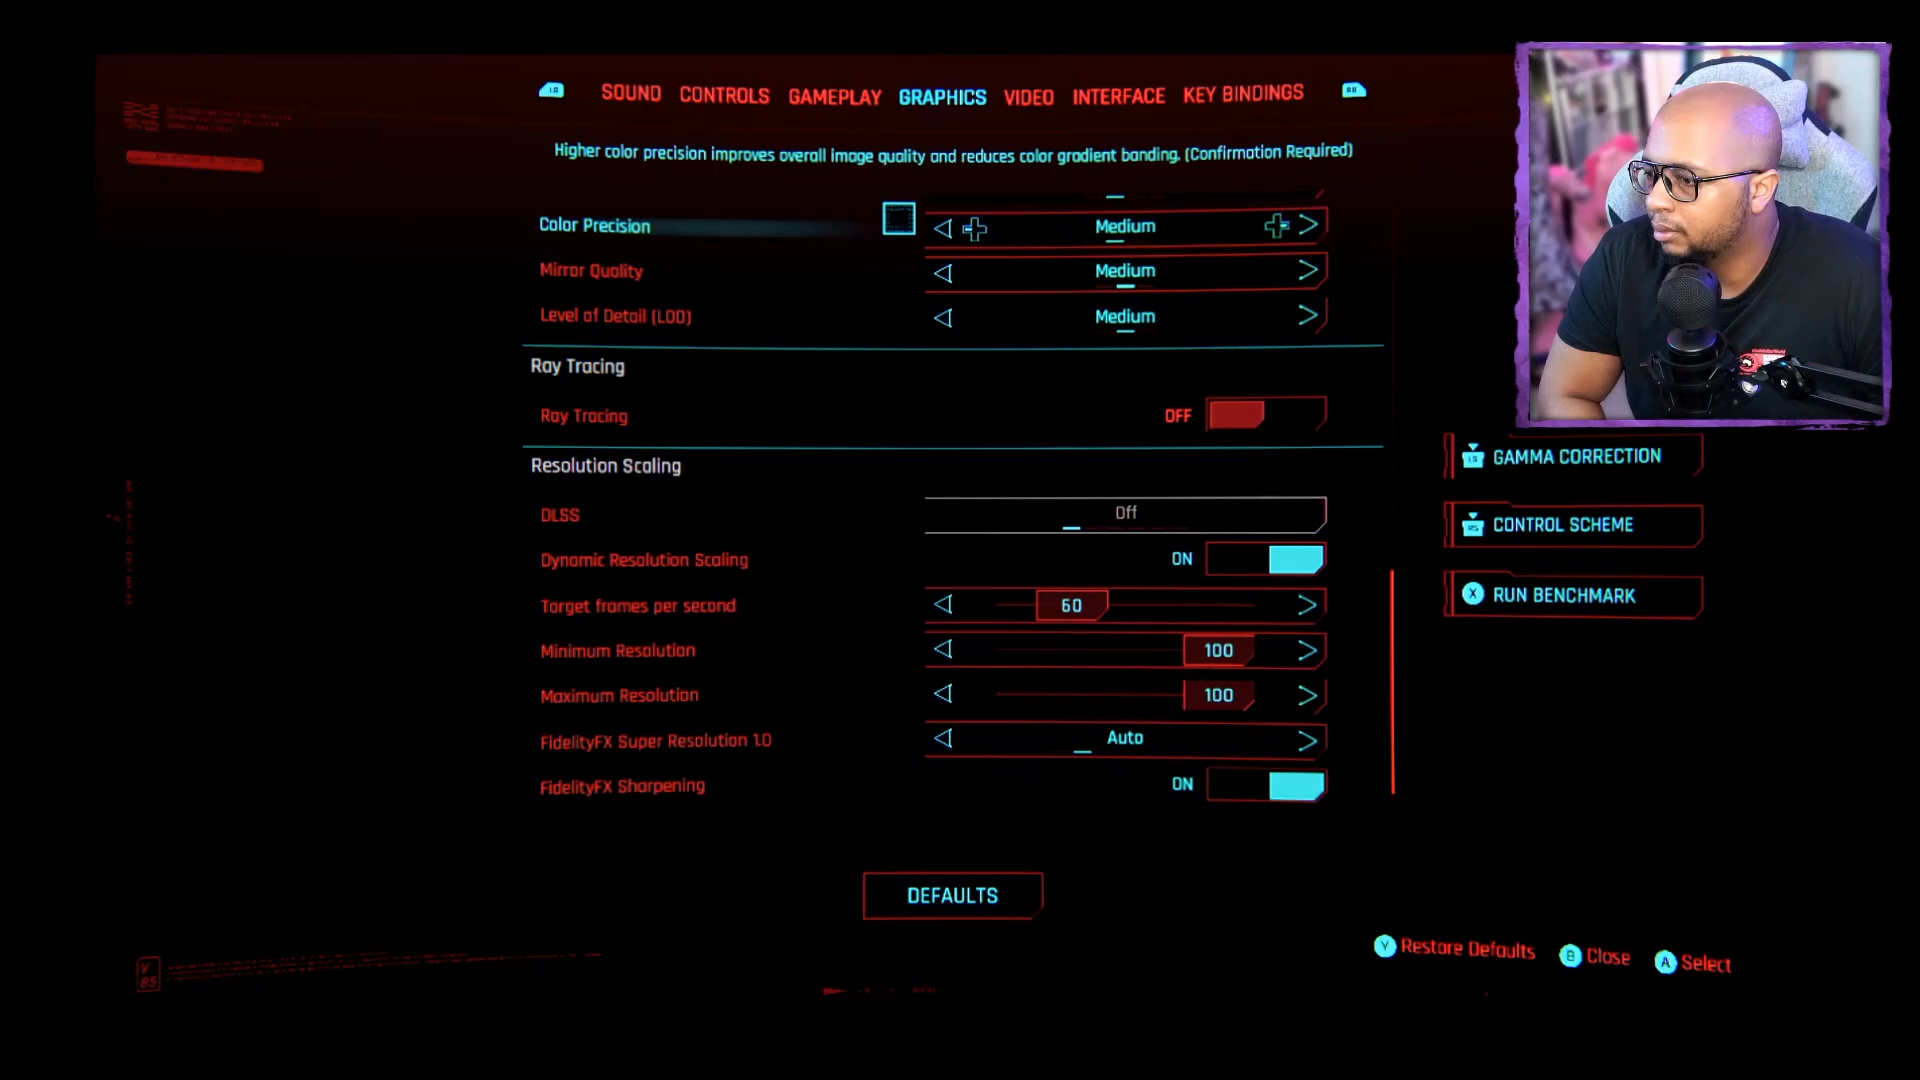 SOUND CONTROLS GAMEPLAY GRAPHICS VIDEO INTERFACE KEY BINDINGS
Higher color precision improves overall image quality and reduces color gradient banding. (Confirmation Required)
Color Precision Medium
Mirror Quality Medium
Level of Detail (LOD) Medium
Ray Tracing
Ray Tracing OFF
Resolution Scaling
DLSS Off
Dynamic Resolution Scaling ON
Target frames per second 60
Minimum Resolution 100
Maximum Resolution 100
FidelityFX Super Resolution 1.0 Auto
FidelityFX Sharpening ON
GAMMA CORRECTION
CONTROL SCHEME
X RUN BENCHMARK
DEFAULTS
Y Restore Defaults B Close A Select
V
85